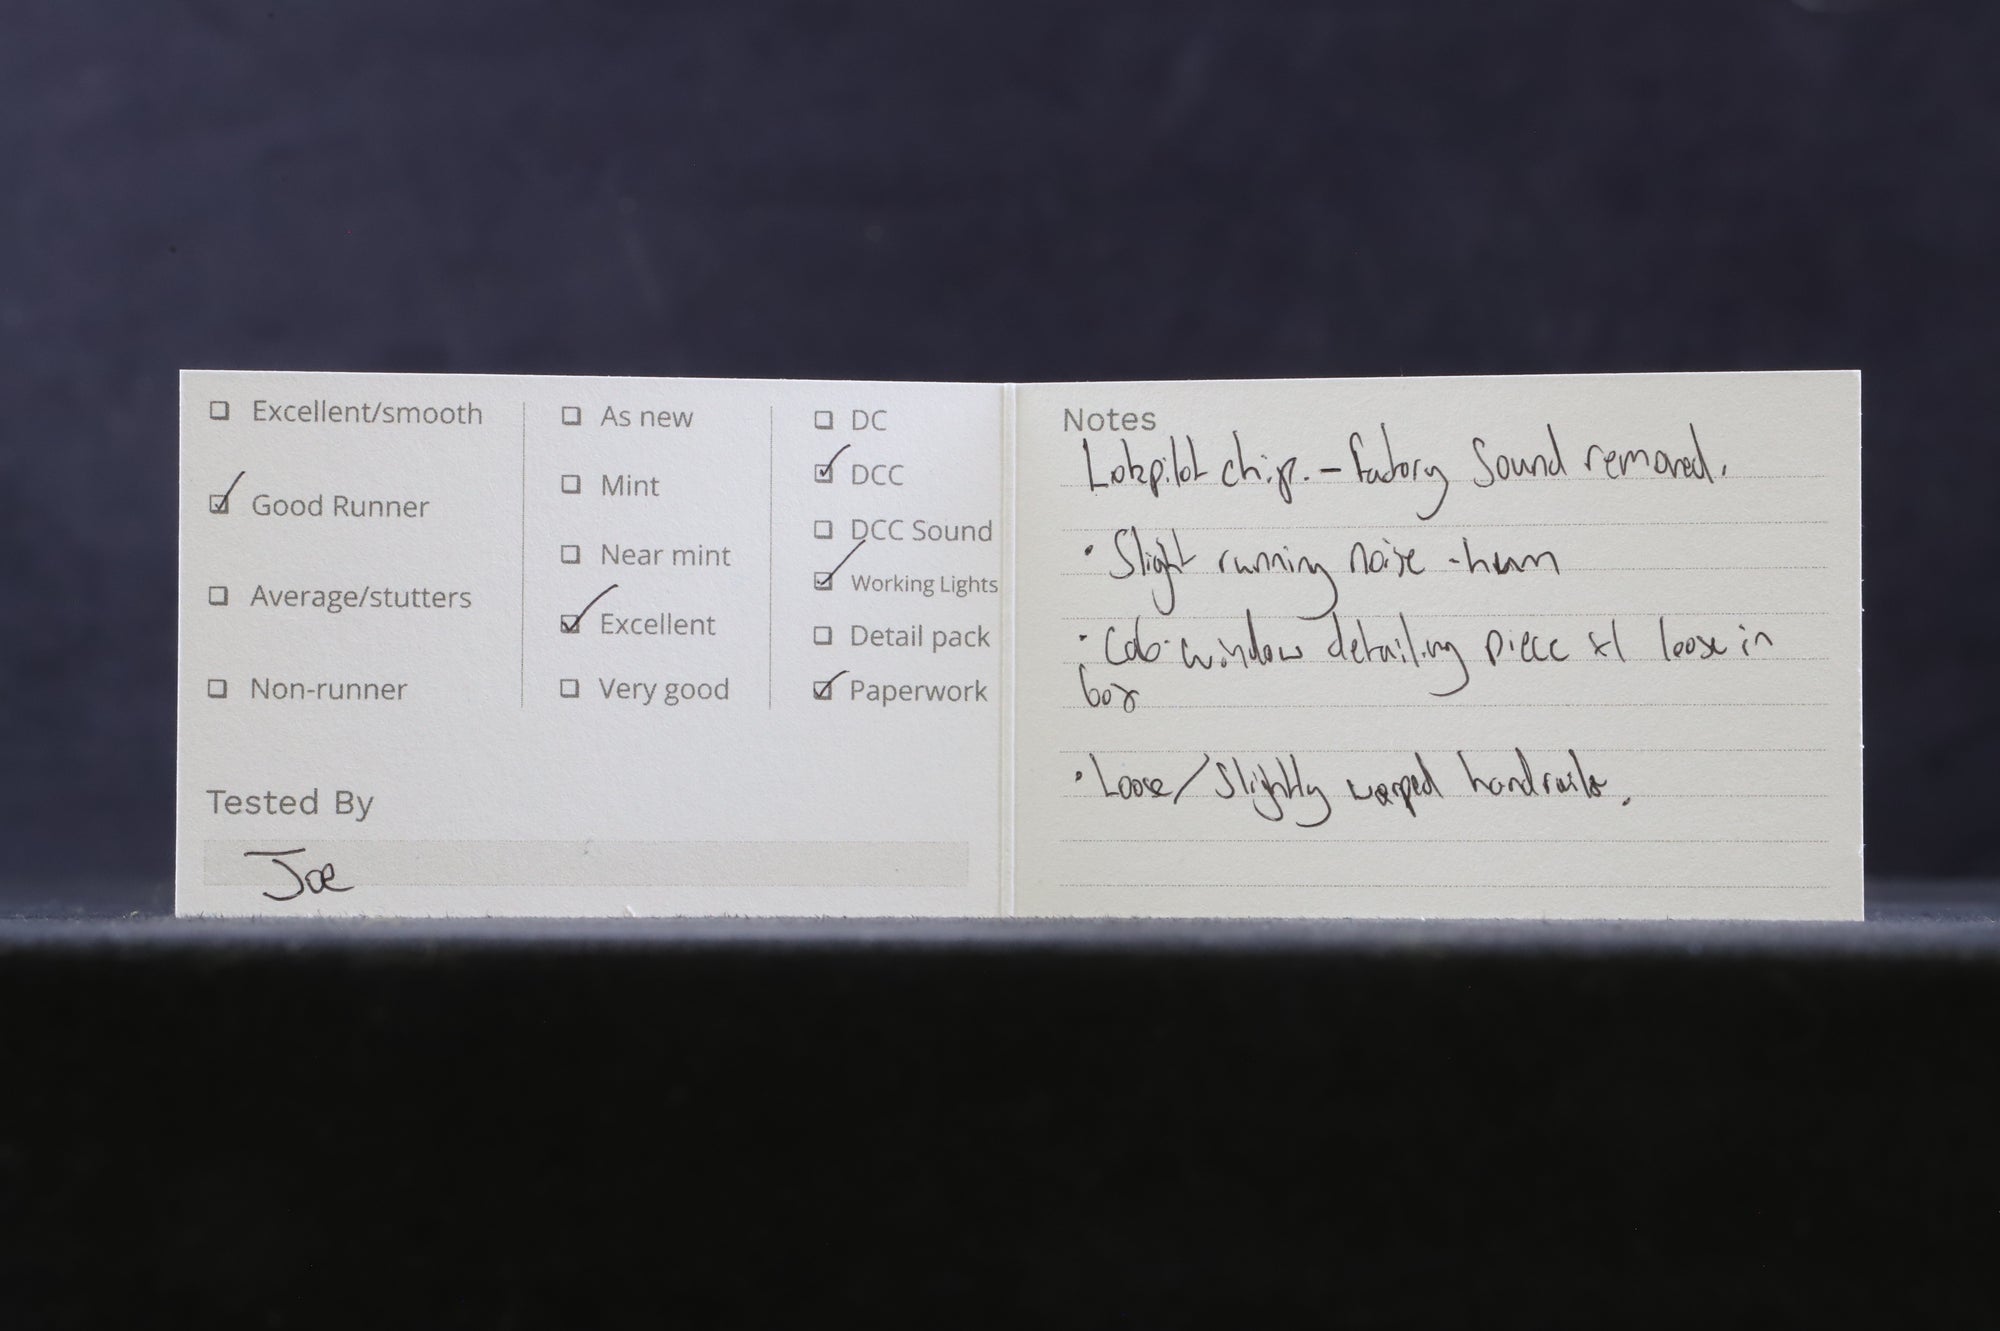 ☐ Excellent/smooth
☑ Good Runner
☐ Average/stutters
☐ Non-runner
☐ As new
☐ Mint
☐ Near mint
☑ Excellent
☐ Very good
☐ DC
☑ DCC
☐ DCC Sound
☑ Working Lights
☐ Detail pack
☑ Paperwork
Tested By
Joe
Notes
Lokpilot chip. - factory Sound removed.
• Slight running noise - hum
• Cab window detailing piece x1 loose in
box
• Loose/Slightly warped handrails.